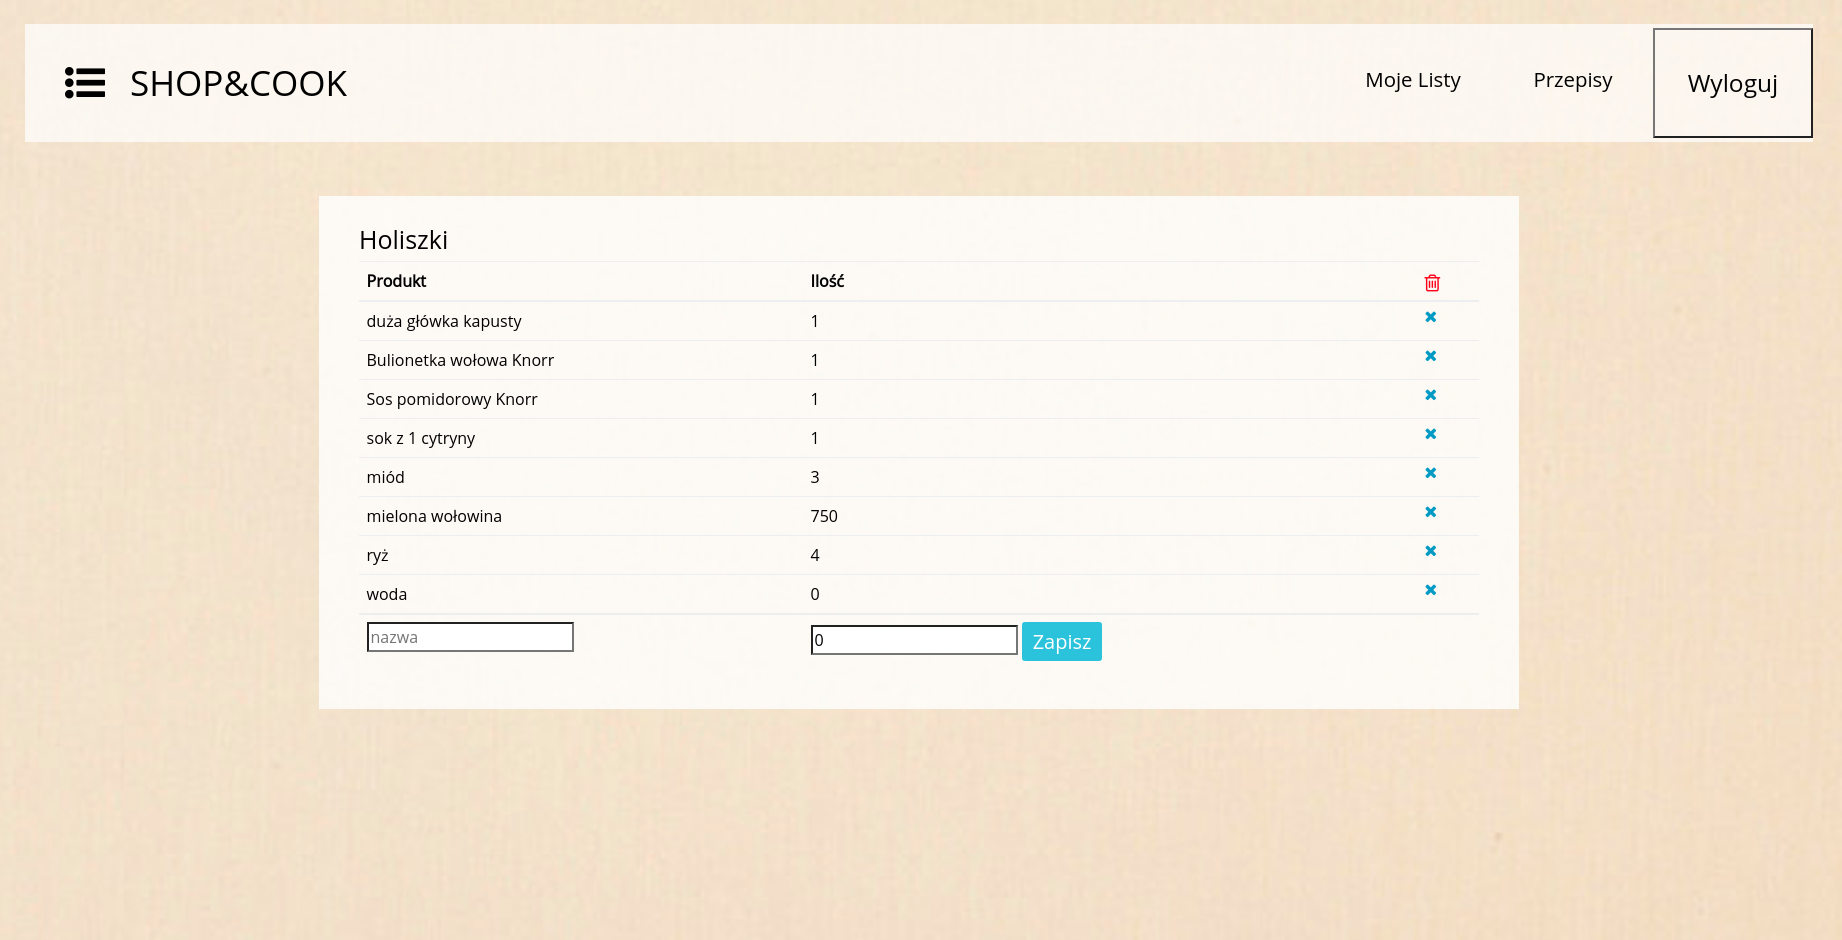 SHOP&COOK Moje Listy Przepisy Wyloguj
Holiszki
Produkt Ilość
duża główka kapusty 1
Bulionetka wołowa Knorr 1
Sos pomidorowy Knorr 1
sok z 1 cytryny 1
miód 3
mielona wołowina 750
ryż 4
woda 0
nazwa 0 Zapisz